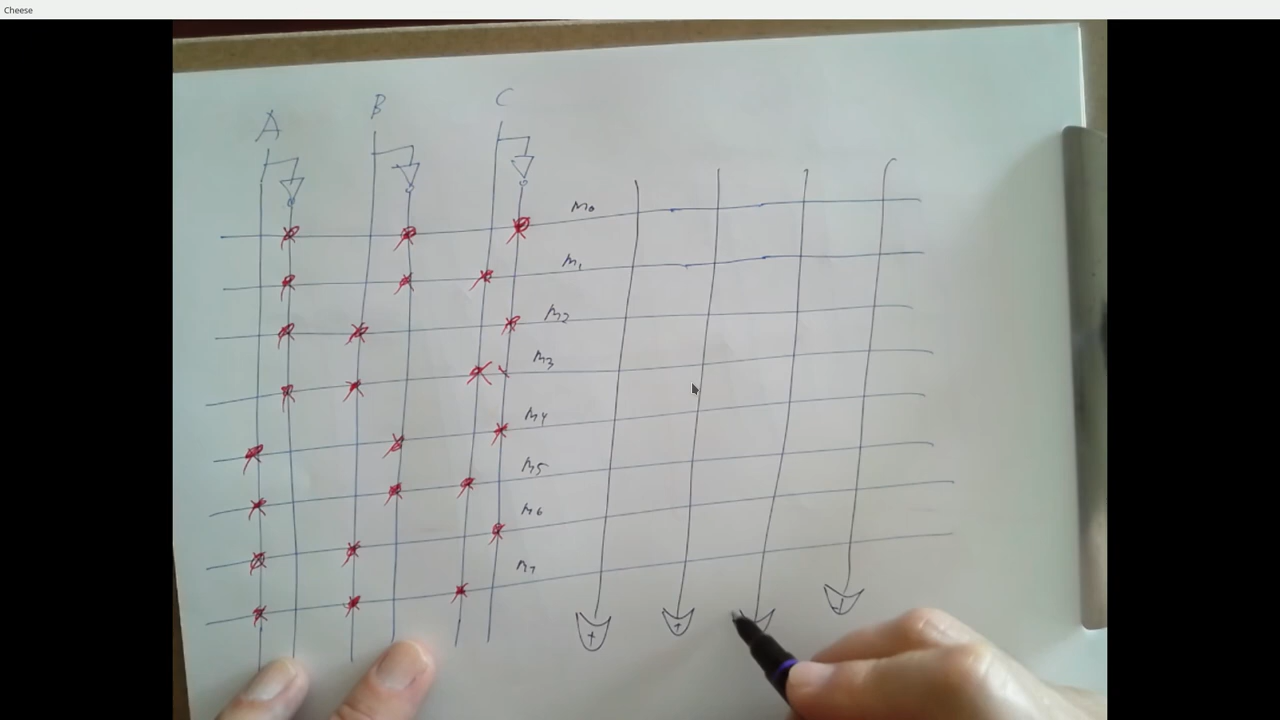 Cheese
A B C
m₀
m₁
m₂
m₃
m₄
m₅
m₆
m₇
+ + +